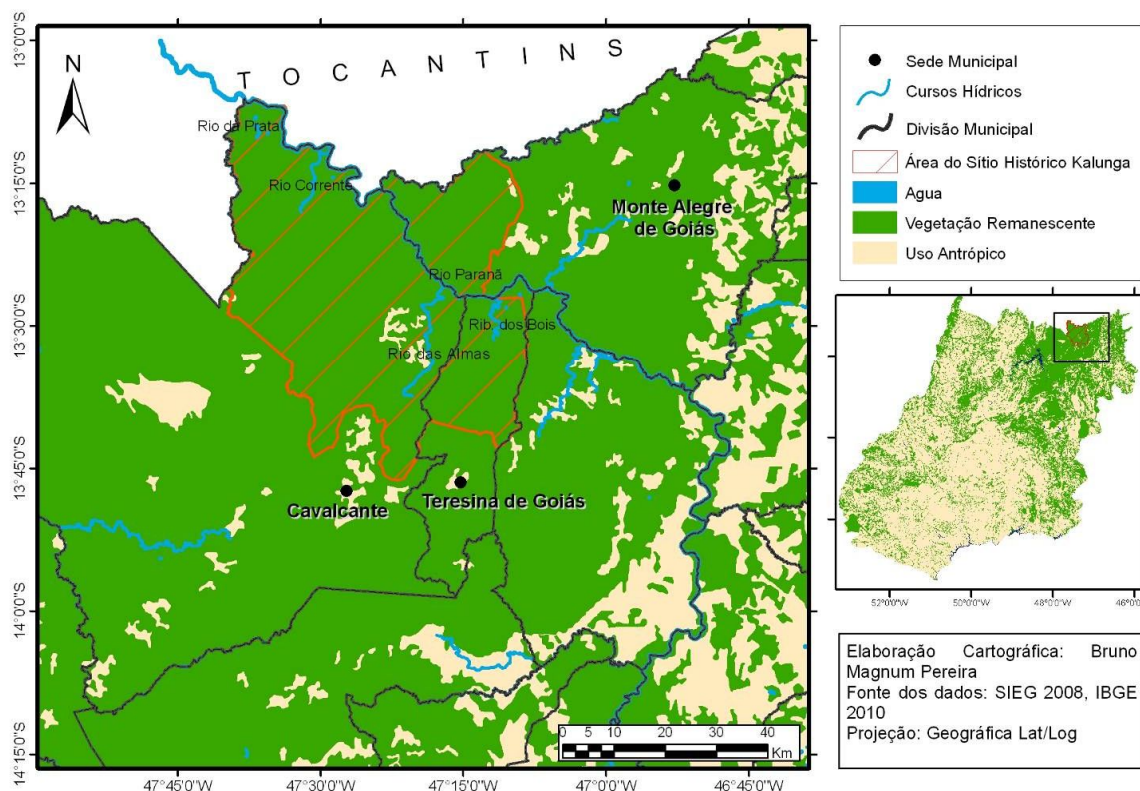 TOCANTINS
N
Rio da Prata
Rio Corrente
Monte Alegre
de Goiás
Rio Paranã
Rib. dos Bois
Rio das Almas
Cavalcante
Teresina de Goiás
0 5 10 20 30 40
Km
13°0'0"S
13°15'0"S
13°30'0"S
13°45'0"S
14°0'0"S
14°15'0"S
47°45'0"W 47°30'0"W 47°15'0"W 47°0'0"W 46°45'0"W
Sede Municipal
Cursos Hídricos
Divisão Municipal
Área do Sítio Histórico Kalunga
Agua
Vegetação Remanescente
Uso Antrópico
52°0'0"W 50°0'0"W 48°0'0"W 46°0'0"W
Elaboração Cartográfica: Bruno
Magnum Pereira
Fonte dos dados: SIEG 2008, IBGE
2010
Projeção: Geográfica Lat/Log